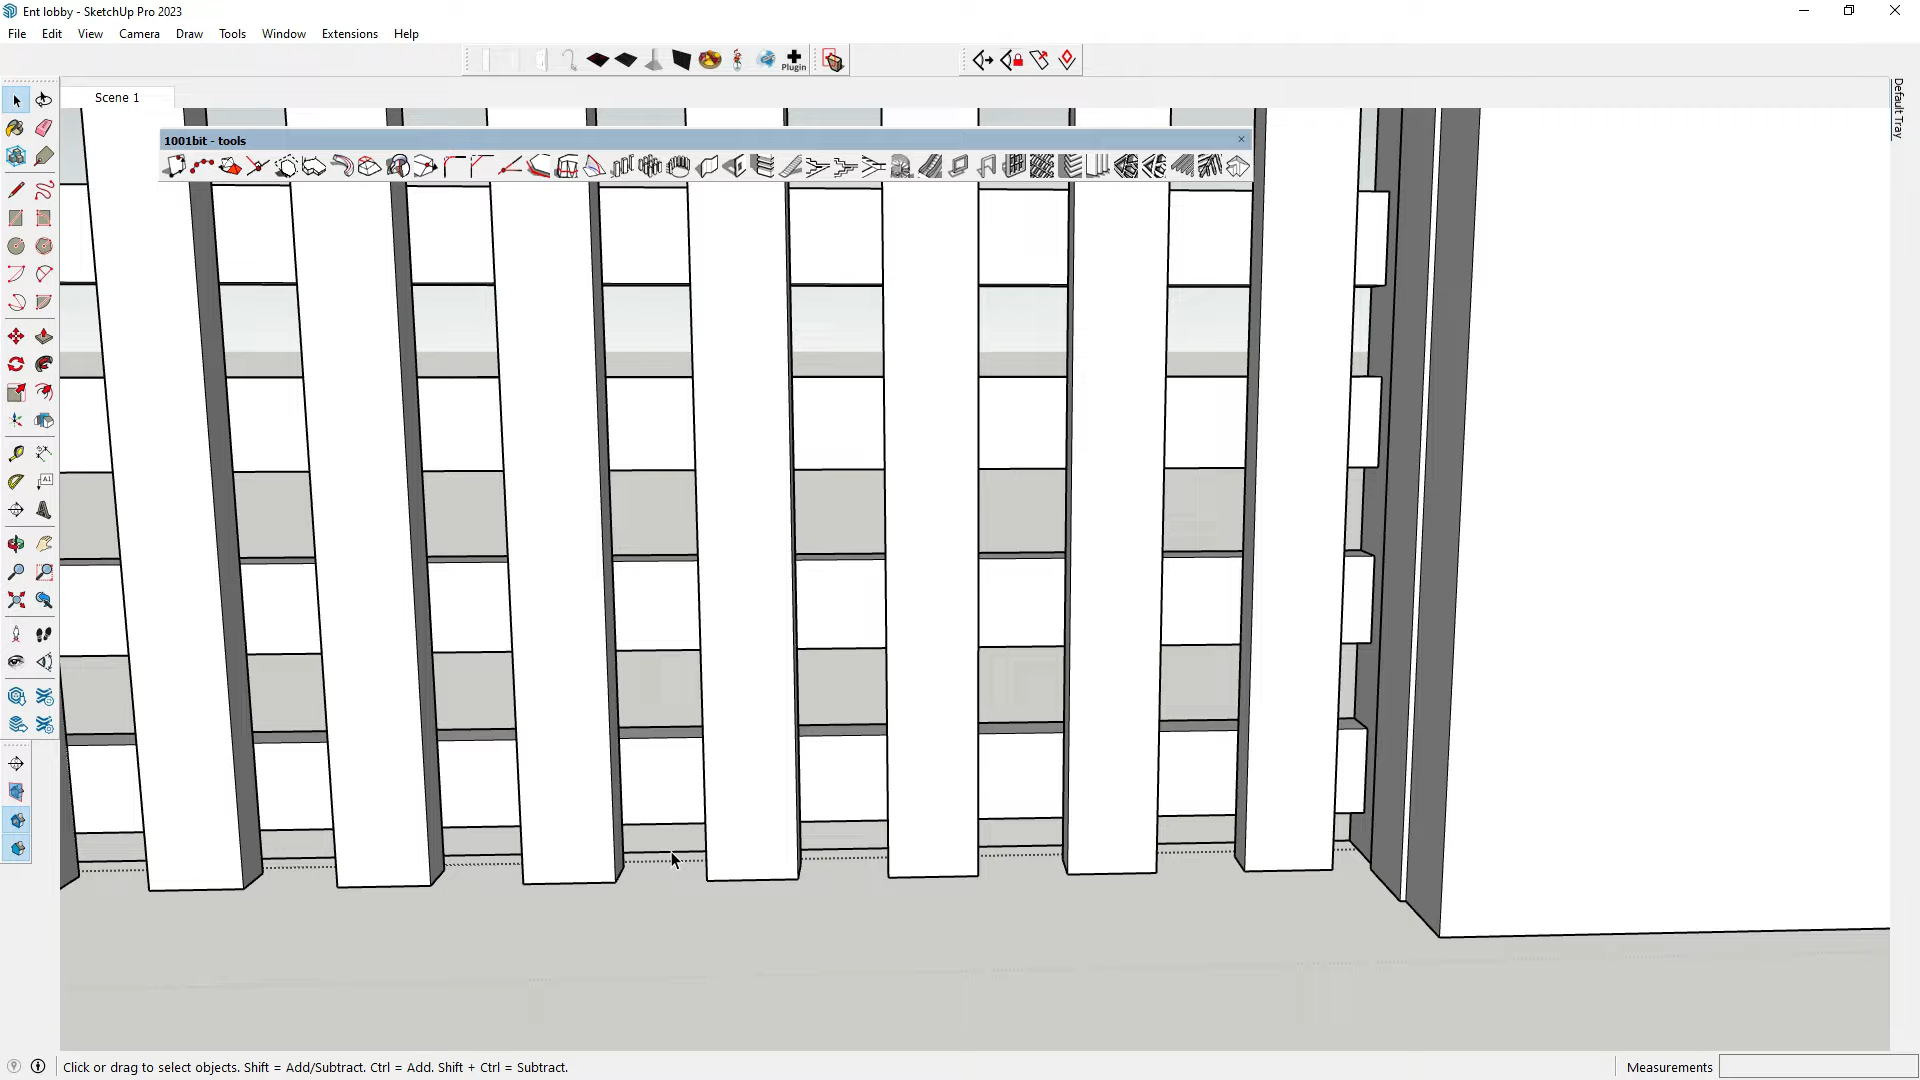 Ent lobby - SketchUp Pro 2023
File Edit View Camera Draw Tools Window Extensions Help
Plugin
Scene 1
Default Tray
1001bit - tools
A1
Click or drag to select objects. Shift = Add/Subtract. Ctrl = Add. Shift + Ctrl = Subtract.
Measurements